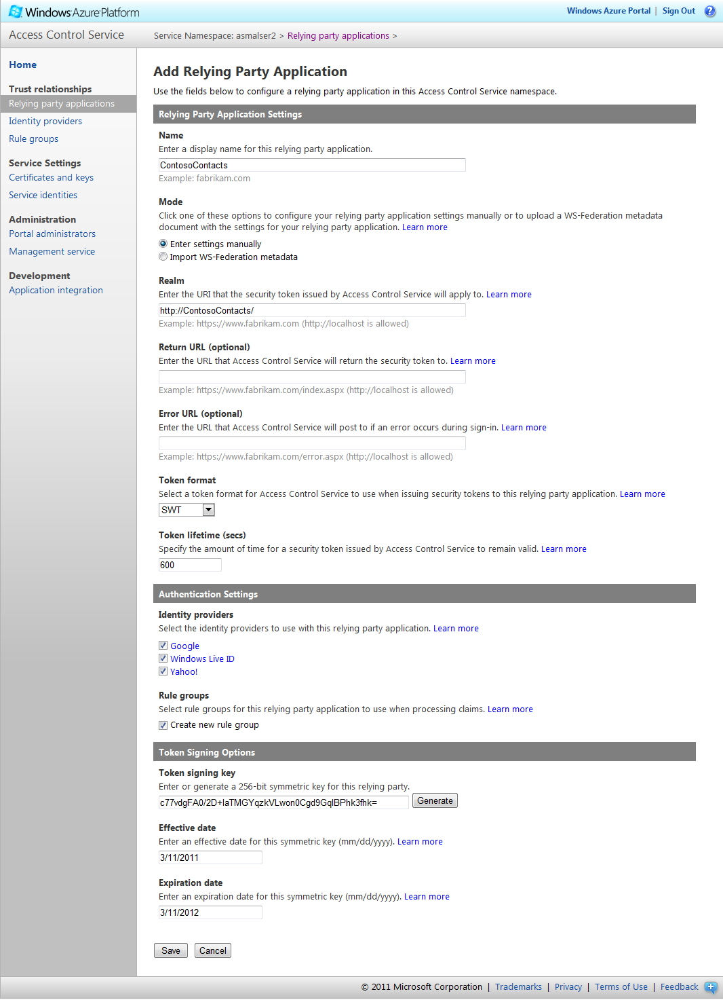 Windows Azure Platform
Windows Azure Portal | Sign Out ?
Access Control Service
Service Namespace: asmalser2 > Relying party applications >
Home
Trust relationships
Relying party applications
Identity providers
Rule groups
Service Settings
Certificates and keys
Service identities
Administration
Portal administrators
Management service
Development
Application integration
Add Relying Party Application
Use the fields below to configure a relying party application in this Access Control Service namespace.
Relying Party Application Settings
Name
Enter a display name for this relying party application.
ContosoContacts
Example: fabrikam.com
Mode
Click one of these options to configure your relying party application settings manually or to upload a WS-Federation metadata
document with the settings for your relying party application. Learn more
Enter settings manually
Import WS-Federation metadata
Realm
Enter the URI that the security token issued by Access Control Service will apply to. Learn more
http://ContosoContacts/
Example: https://www.fabrikam.com (http://localhost is allowed)
Return URL (optional)
Enter the URL that Access Control Service will return the security token to. Learn more
Example: https://www.fabrikam.com/index.aspx (http://localhost is allowed)
Error URL (optional)
Enter the URL that Access Control Service will post to if an error occurs during sign-in. Learn more
Example: https://www.fabrikam.com/error.aspx (http://localhost is allowed)
Token format
Select a token format for Access Control Service to use when issuing security tokens to this relying party application. Learn more
SWT
Token lifetime (secs)
Specify the amount of time for a security token issued by Access Control Service to remain valid. Learn more
600
Authentication Settings
Identity providers
Select the identity providers to use with this relying party application. Learn more
Google
Windows Live ID
Yahoo!
Rule groups
Select rule groups for this relying party application to use when processing claims. Learn more
Create new rule group
Token Signing Options
Token signing key
Enter or generate a 256-bit symmetric key for this relying party.
c77vdgFA0/2D+laTMGYqzkVLwon0Cgd9GqlBPhk3fhk= Generate
Effective date
Enter an effective date for this symmetric key (mm/dd/yyyy). Learn more
3/11/2011
Expiration date
Enter an expiration date for this symmetric key (mm/dd/yyyy). Learn more
3/11/2012
Save Cancel
© 2011 Microsoft Corporation | Trademarks | Privacy | Terms of Use | Feedback